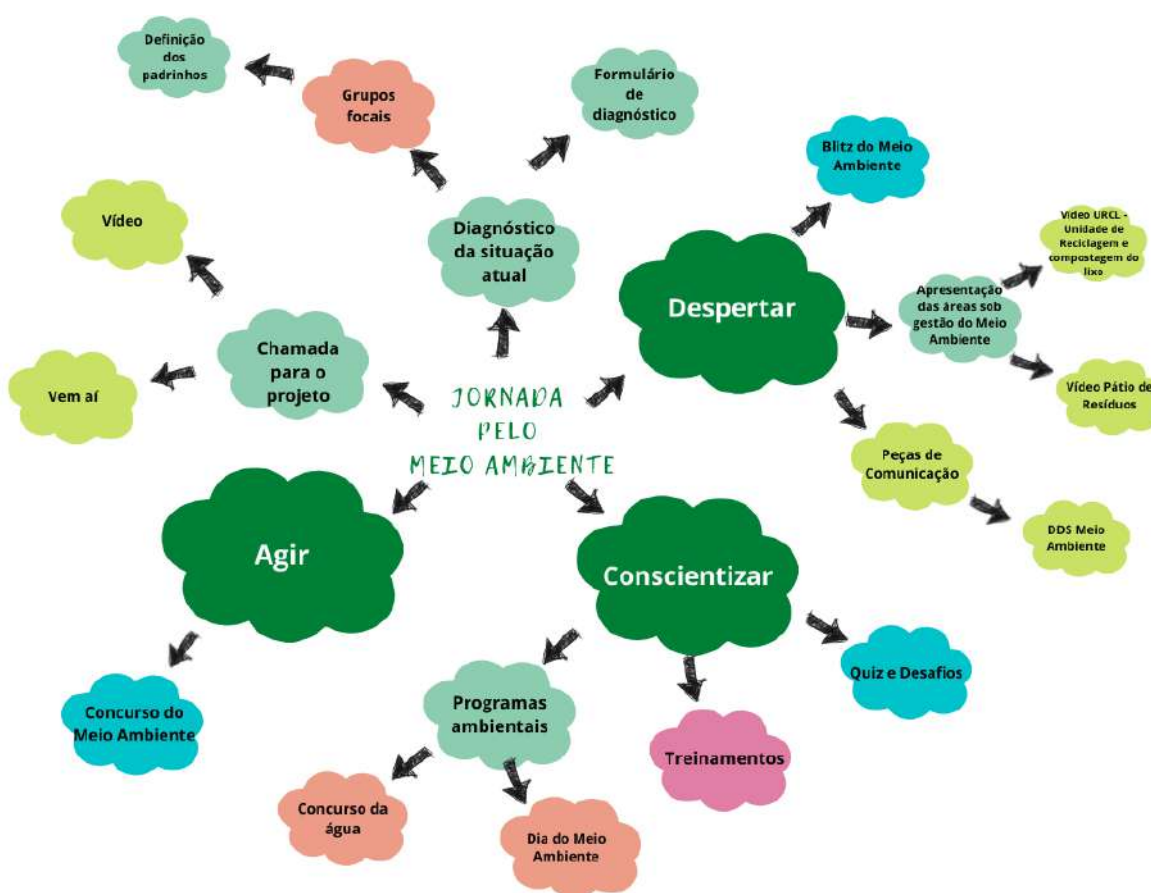 Definição
dos
padrinhos
Grupos
focais
Formulário
de
diagnóstico
Blitz do Meio
Ambiente
Vídeo
Diagnóstico
da situação
atual
Vídeo URCL -
Unidade de
Reciclagem e
compostagem do
lixo
Despertar
Apresentação
das áreas sob
gestão do Meio
Ambiente
Chamada
para o
projeto
Vem aí
JORNADA
PELO
MEIO AMBIENTE
Vídeo Pátio de
Resíduos
Peças de
Comunicação
DDS Meio
Ambiente
Agir
Conscientizar
Quiz e Desafios
Concurso do
Meio Ambiente
Programas
ambientais
Treinamentos
Concurso da
água
Dia do Meio
Ambiente